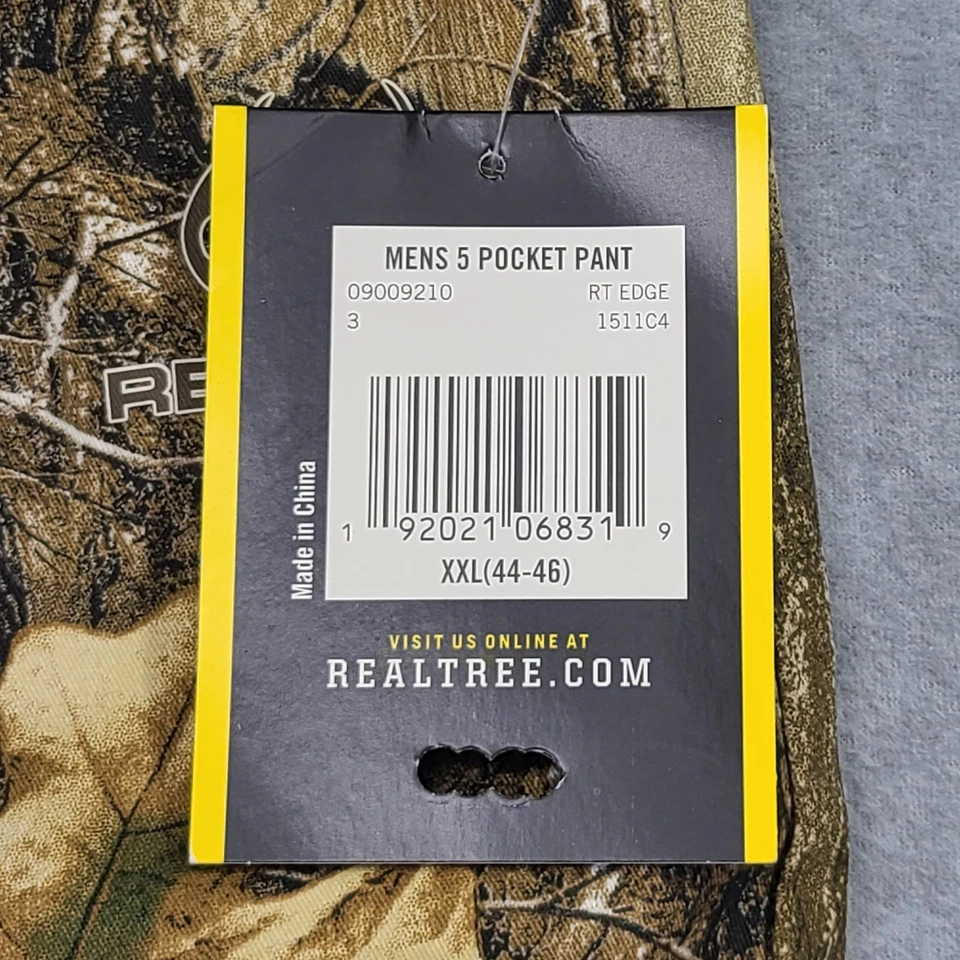 MENS 5 POCKET PANT
09009210 RT EDGE
3 1511C4
1 92021 06831 9
XXL(44-46)
Made in China
VISIT US ONLINE AT
REALTREE.COM